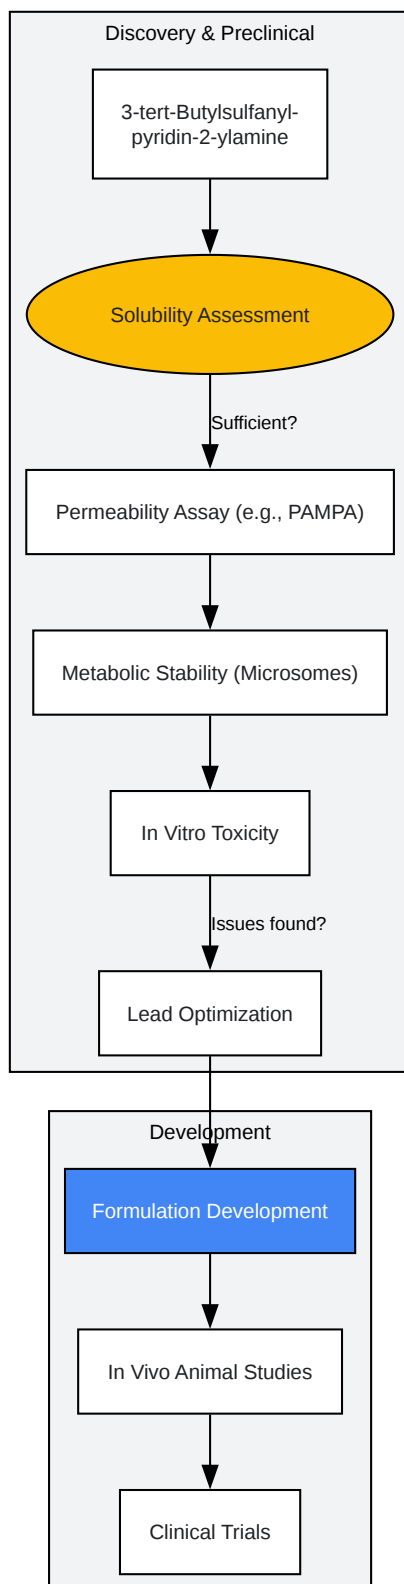 Discovery & Preclinical
3-tert-Butylsulfanyl-
pyridin-2-ylamine
Solubility Assessment
Sufficient?
Permeability Assay (e.g., PAMPA)
Metabolic Stability (Microsomes)
In Vitro Toxicity
Issues found?
Lead Optimization
Development
Formulation Development
In Vivo Animal Studies
Clinical Trials